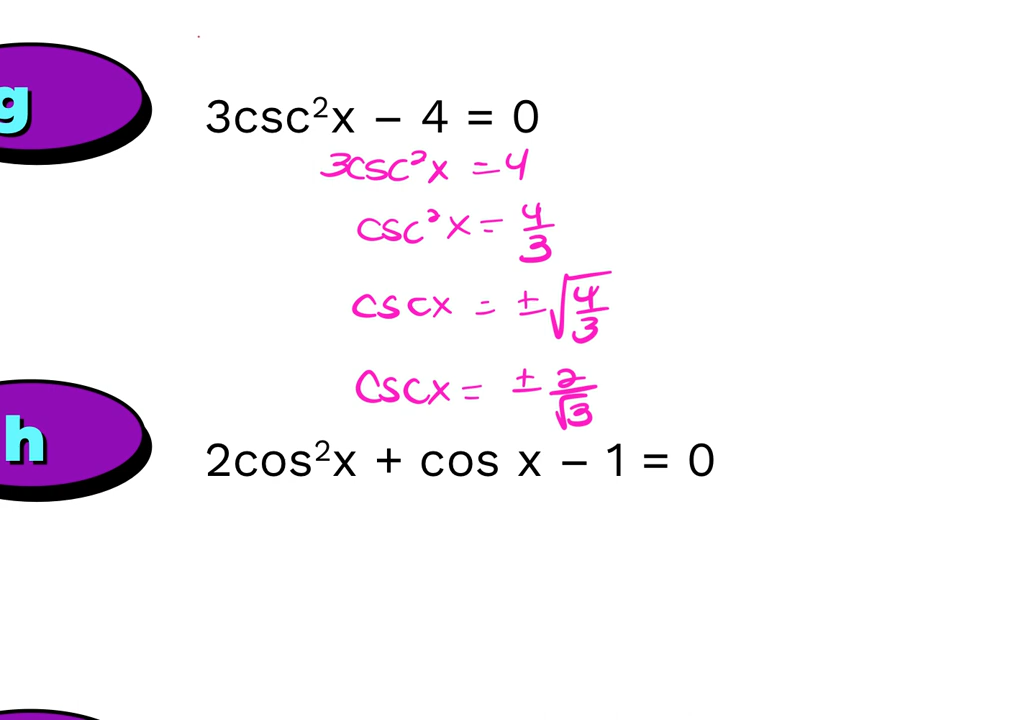 g
3csc²x − 4 = 0
3csc²x = 4
csc²x = 4/3
cscx = ±√(4/3)
cscx = ± 2/√3
h
2cos²x + cos x − 1 = 0